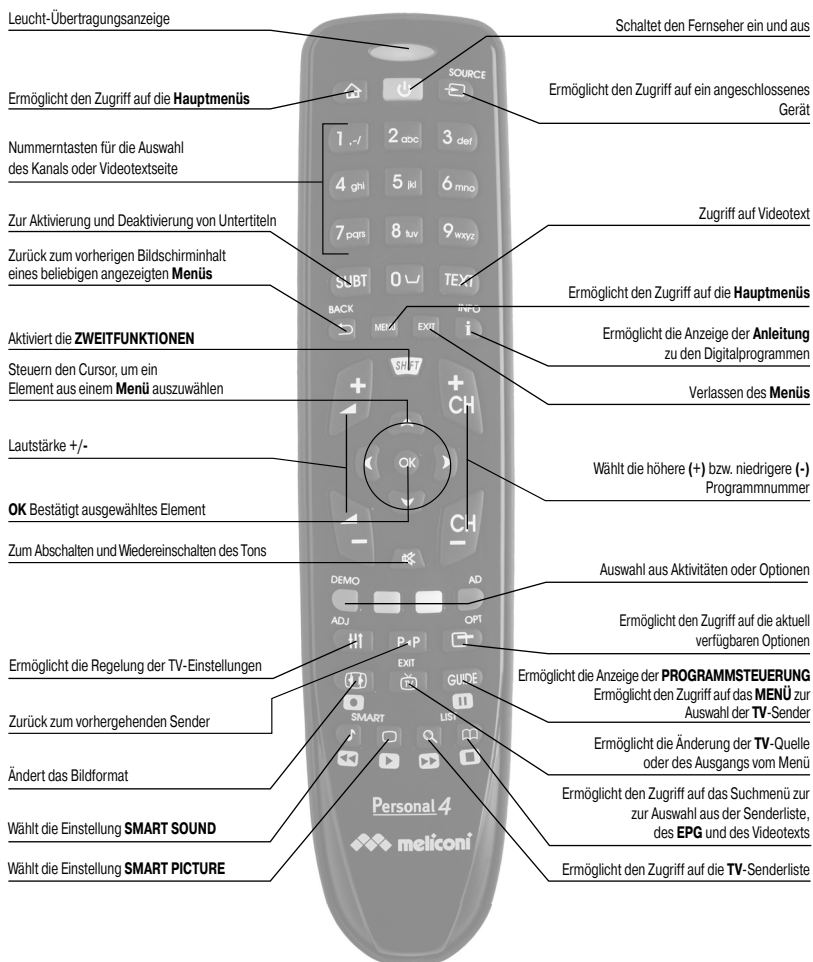 Leucht-Übertragungsanzeige
Schaltet den Fernseher ein und aus
SOURCE
Ermöglicht den Zugriff auf die Hauptmenüs
Ermöglicht den Zugriff auf ein angeschlossenes
Gerät
1 .-/ 2 abc 3 def
Nummerntasten für die Auswahl
des Kanals oder Videotextseite
4 ghi 5 jkl 6 mno
Zur Aktivierung und Deaktivierung von Untertiteln
Zugriff auf Videotext
7 pqrs 8 tuv 9 wxyz
Zurück zum vorherigen Bildschirminhalt
eines beliebigen angezeigten Menüs
SUBT 0 TEXT
Ermöglicht den Zugriff auf die Hauptmenüs
BACK INFO
MENU EXIT i
Aktiviert die ZWEITFUNKTIONEN
Ermöglicht die Anzeige der Anleitung
zu den Digitalprogrammen
SHIFT
Steuern den Cursor, um ein
Element aus einem Menü auszuwählen
Verlassen des Menüs
+ +
CH
Lautstärke +/-
OK
Wählt die höhere (+) bzw. niedrigere (-)
Programmnummer
OK Bestätigt ausgewähltes Element
CH
- -
Zum Abschalten und Wiedereinschalten des Tons
Auswahl aus Aktivitäten oder Optionen
DEMO AD
ADJ OPT
Ermöglicht den Zugriff auf die aktuell
verfügbaren Optionen
P◂P
Ermöglicht die Regelung der TV-Einstellungen
EXIT
TV GUIDE
Ermöglicht die Anzeige der PROGRAMMSTEUERUNG
Ermöglicht den Zugriff auf das MENÜ zur
Auswahl der TV-Sender
Zurück zum vorhergehenden Sender
SMART LIST
Ermöglicht die Änderung der TV-Quelle
oder des Ausgangs vom Menü
Ändert das Bildformat
Ermöglicht den Zugriff auf das Suchmenü zur
zur Auswahl aus der Senderliste,
des EPG und des Videotexts
Personal 4
Wählt die Einstellung SMART SOUND
meliconi
Wählt die Einstellung SMART PICTURE
Ermöglicht den Zugriff auf die TV-Senderliste